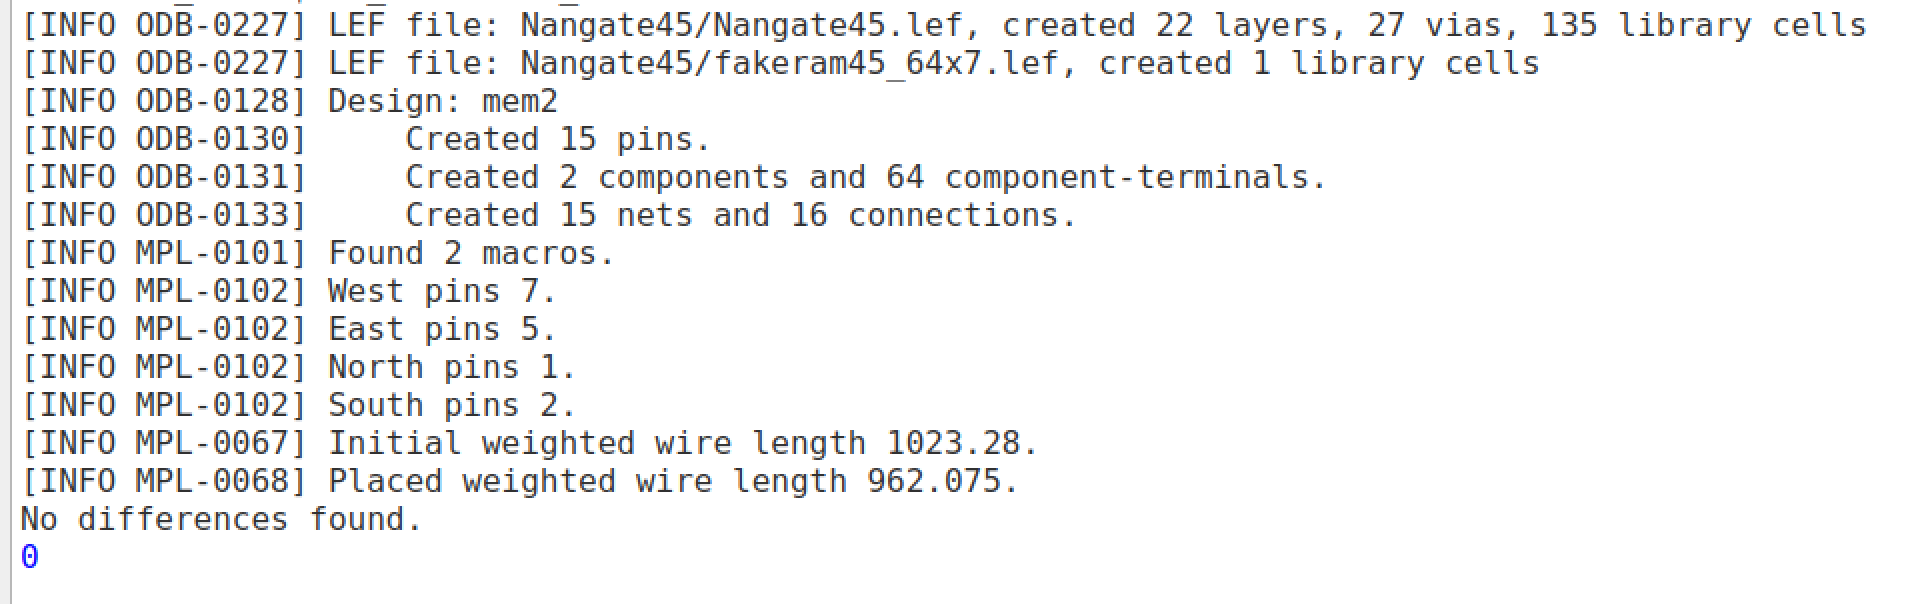 [INFO ODB-0227] LEF file: Nangate45/Nangate45.lef, created 22 layers, 27 vias, 135 library cells
[INFO ODB-0227] LEF file: Nangate45/fakeram45_64x7.lef, created 1 library cells
[INFO ODB-0128] Design: mem2
[INFO ODB-0130]     Created 15 pins.
[INFO ODB-0131]     Created 2 components and 64 component-terminals.
[INFO ODB-0133]     Created 15 nets and 16 connections.
[INFO MPL-0101] Found 2 macros.
[INFO MPL-0102] West pins 7.
[INFO MPL-0102] East pins 5.
[INFO MPL-0102] North pins 1.
[INFO MPL-0102] South pins 2.
[INFO MPL-0067] Initial weighted wire length 1023.28.
[INFO MPL-0068] Placed weighted wire length 962.075.
No differences found.
0